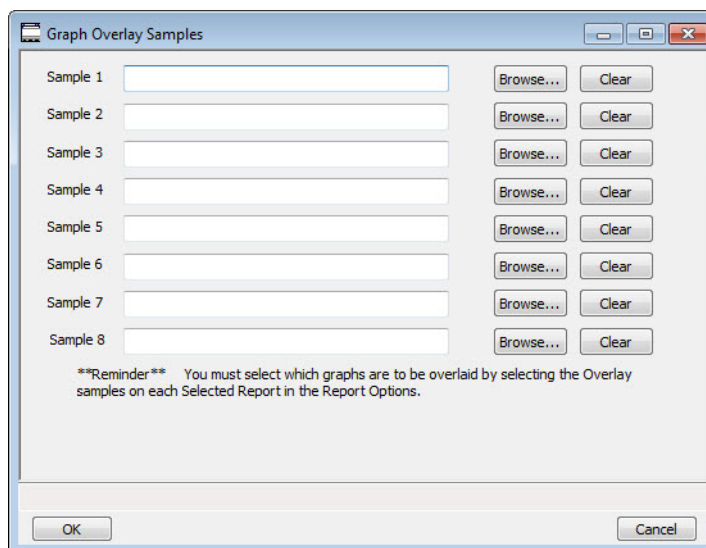 Graph Overlay Samples
Sample 1 Browse... Clear
Sample 2 Browse... Clear
Sample 3 Browse... Clear
Sample 4 Browse... Clear
Sample 5 Browse... Clear
Sample 6 Browse... Clear
Sample 7 Browse... Clear
Sample 8 Browse... Clear
**Reminder** You must select which graphs are to be overlaid by selecting the Overlay
samples on each Selected Report in the Report Options.
OK Cancel